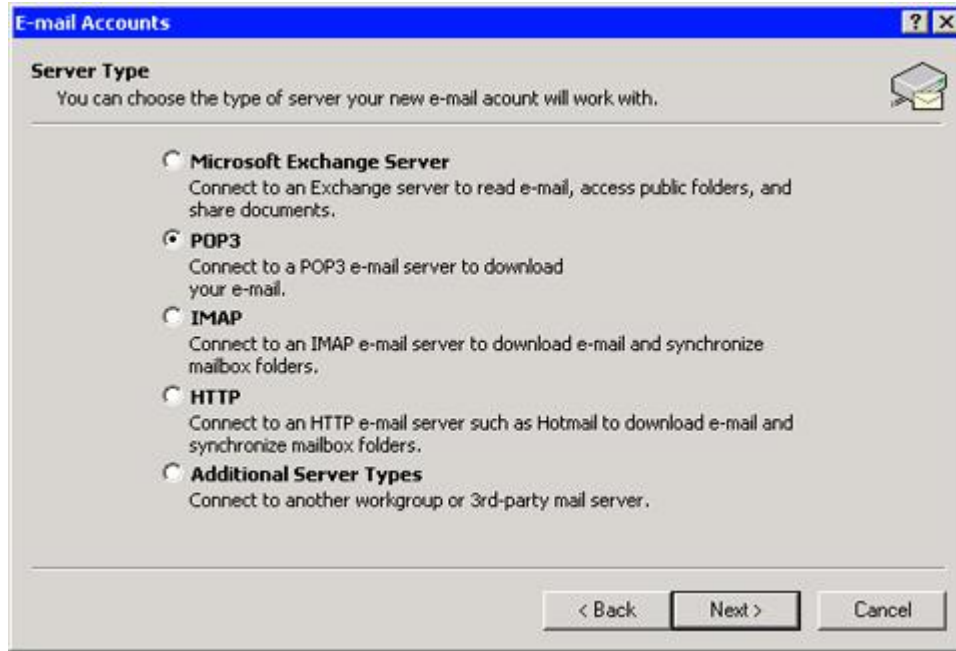 E-mail Accounts
Server Type
You can choose the type of server your new e-mail acount will work with.
Microsoft Exchange Server
Connect to an Exchange server to read e-mail, access public folders, and
share documents.
POP3
Connect to a POP3 e-mail server to download
your e-mail.
IMAP
Connect to an IMAP e-mail server to download e-mail and synchronize
mailbox folders.
HTTP
Connect to an HTTP e-mail server such as Hotmail to download e-mail and
synchronize mailbox folders.
Additional Server Types
Connect to another workgroup or 3rd-party mail server.
< Back Next > Cancel